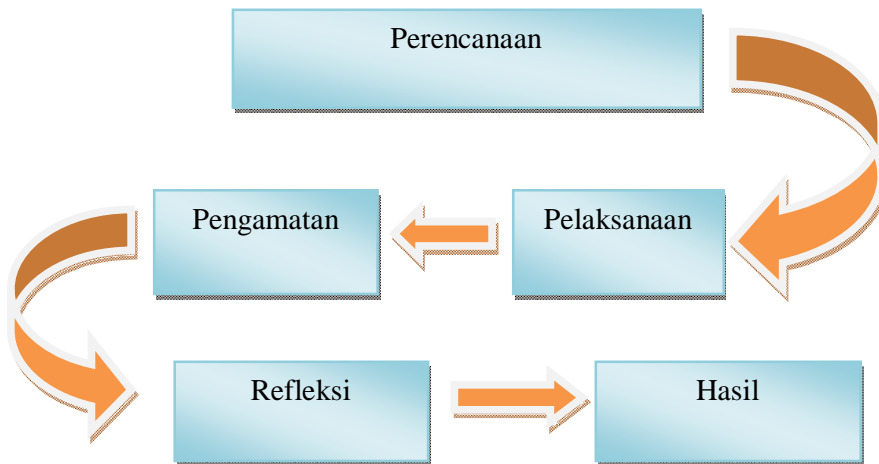 Perencanaan
Pengamatan
Pelaksanaan
Refleksi
Hasil